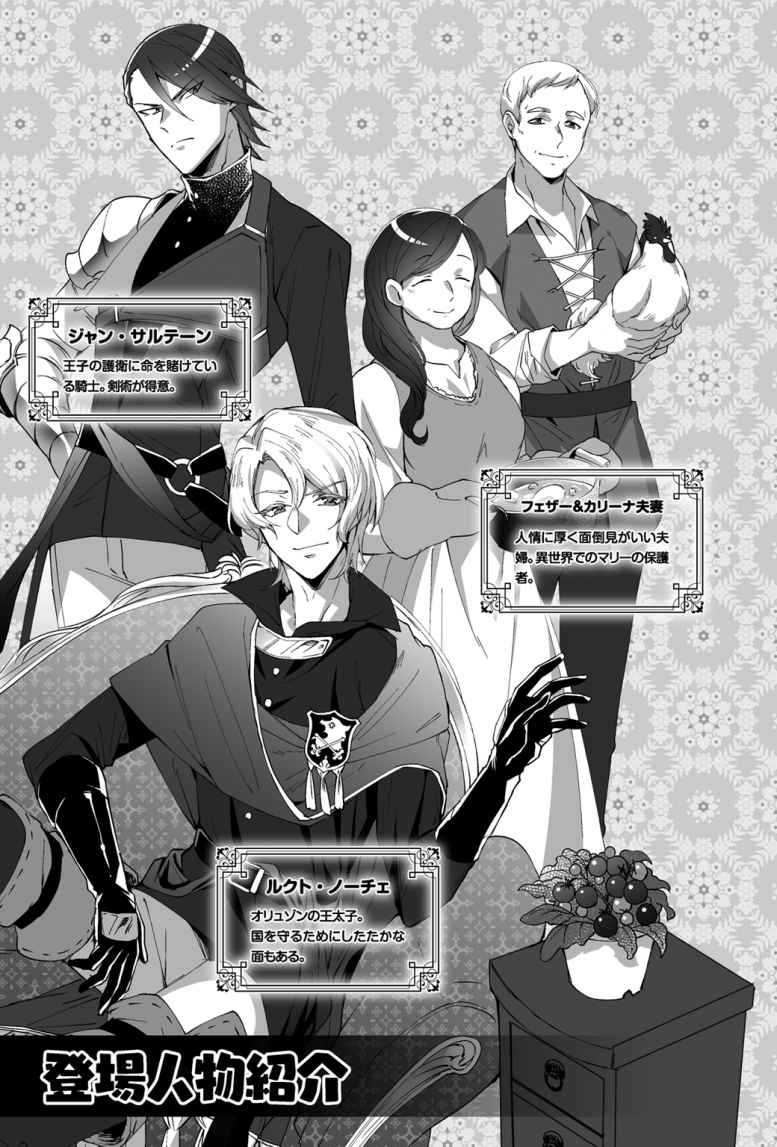 ジャン・サルテーン
王子の護衛に命を賭けてい
る騎士。剣術が得意。
フェザー&カリーナ夫妻
人情に厚く面倒見がいい夫
婦。異世界でのマリーの保護
者。
ルクト・ノーチェ
オリュゾンの王太子。
国を守るためにしたたかな
面もある。
登場人物紹介